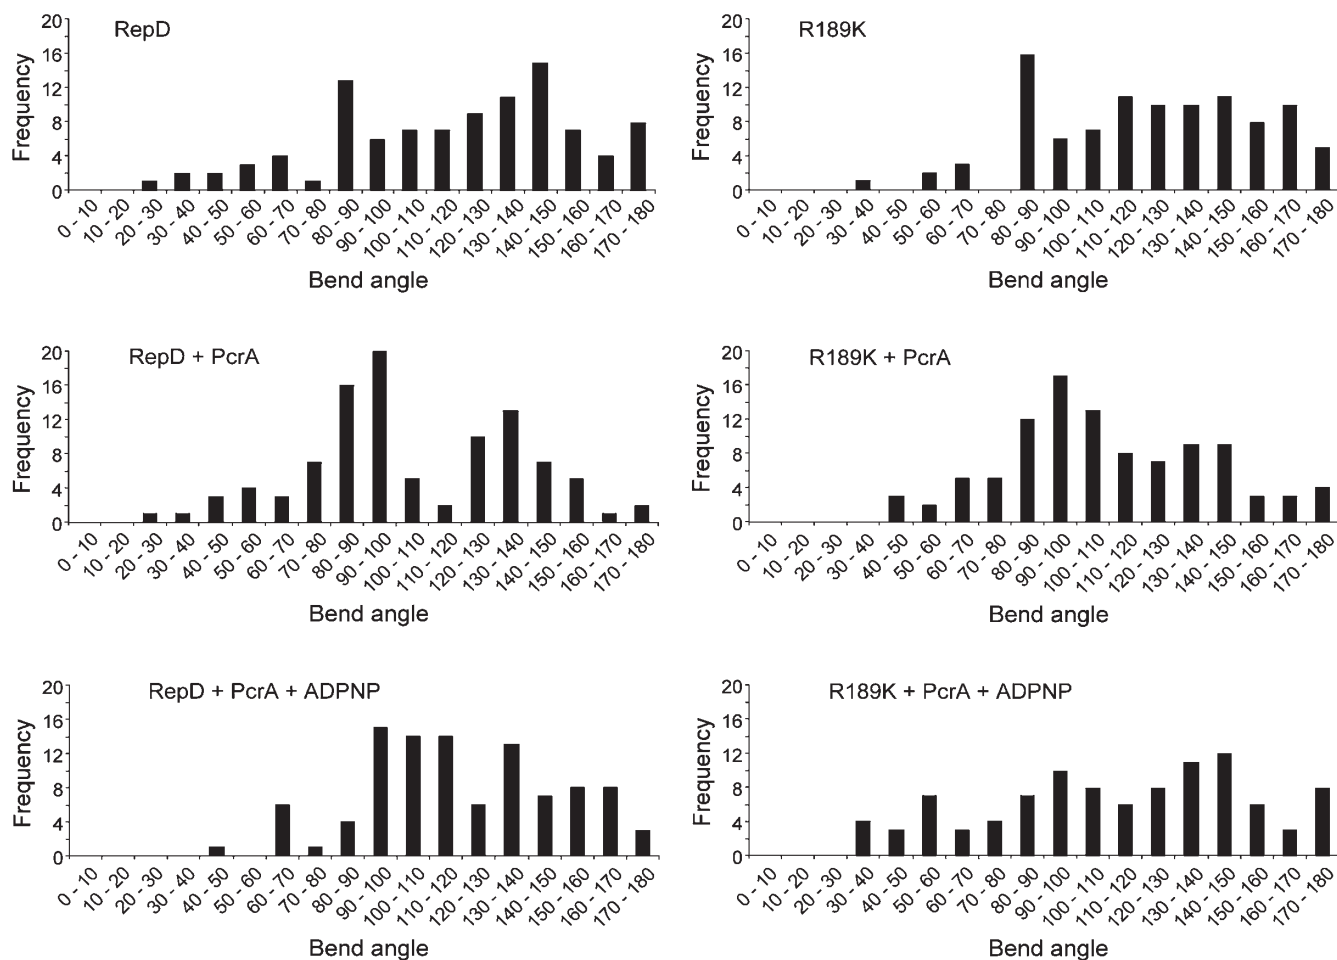 RepD
Frequency
20
16
12
8
4
0
0 - 10
10 - 20
20 - 30
30 - 40
40 - 50
50 - 60
60 - 70
70 - 80
80 - 90
90 - 100
100 - 110
110 - 120
120 - 130
130 - 140
140 - 150
150 - 160
160 - 170
170 - 180
Bend angle
R189K
Frequency
20
16
12
8
4
0
0 - 10
10 - 20
20 - 30
30 - 40
40 - 50
50 - 60
60 - 70
70 - 80
80 - 90
90 - 100
100 - 110
110 - 120
120 - 130
130 - 140
140 - 150
150 - 160
160 - 170
170 - 180
Bend angle
RepD + PcrA
Frequency
20
16
12
8
4
0
0 - 10
10 - 20
20 - 30
30 - 40
40 - 50
50 - 60
60 - 70
70 - 80
80 - 90
90 - 100
100 - 110
110 - 120
120 - 130
130 - 140
140 - 150
150 - 160
160 - 170
170 - 180
Bend angle
R189K + PcrA
Frequency
20
16
12
8
4
0
0 - 10
10 - 20
20 - 30
30 - 40
40 - 50
50 - 60
60 - 70
70 - 80
80 - 90
90 - 100
100 - 110
110 - 120
120 - 130
130 - 140
140 - 150
150 - 160
160 - 170
170 - 180
Bend angle
RepD + PcrA + ADPNP
Frequency
20
16
12
8
4
0
0 - 10
10 - 20
20 - 30
30 - 40
40 - 50
50 - 60
60 - 70
70 - 80
80 - 90
90 - 100
100 - 110
110 - 120
120 - 130
130 - 140
140 - 150
150 - 160
160 - 170
170 - 180
Bend angle
R189K + PcrA + ADPNP
Frequency
20
16
12
8
4
0
0 - 10
10 - 20
20 - 30
30 - 40
40 - 50
50 - 60
60 - 70
70 - 80
80 - 90
90 - 100
100 - 110
110 - 120
120 - 130
130 - 140
140 - 150
150 - 160
160 - 170
170 - 180
Bend angle